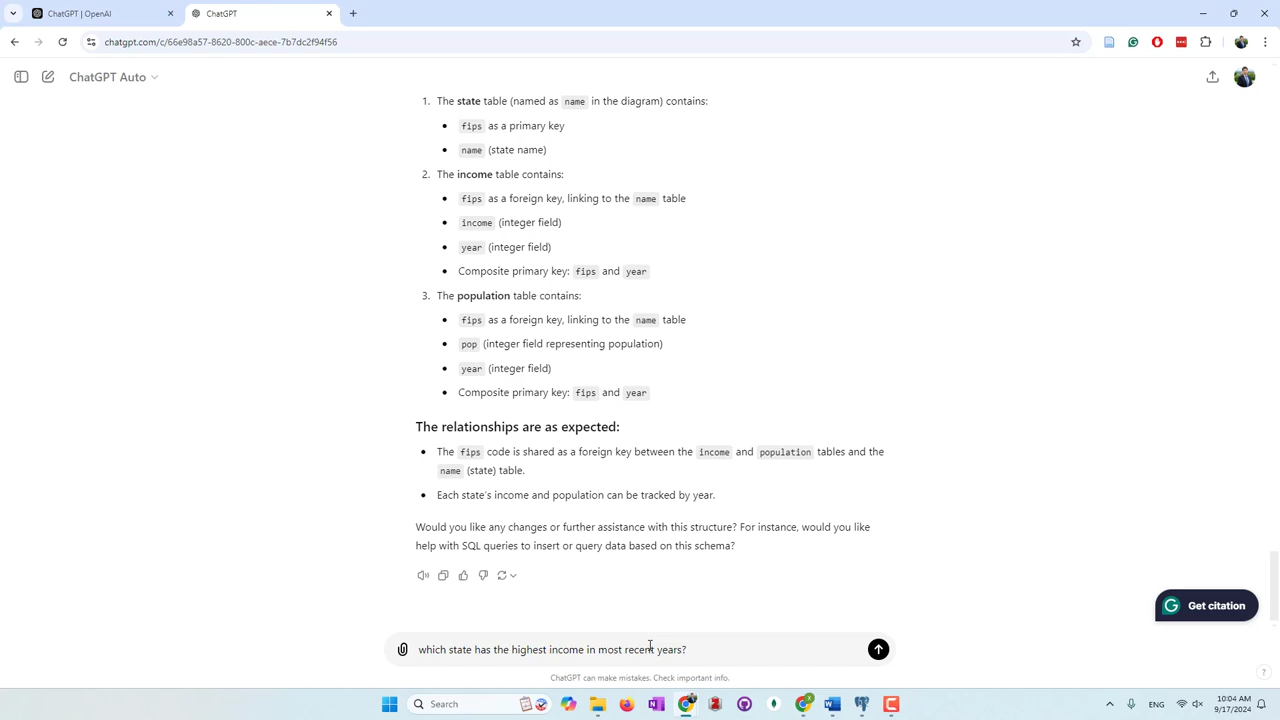 ChatGPT | OpenAI
ChatGPT
chatgpt.com/c/66e98a57-8620-800c-aece-7b7dc2f94f56
ChatGPT Auto
1. The state table (named as name in the diagram) contains:
• fips as a primary key
• name (state name)
2. The income table contains:
• fips as a foreign key, linking to the name table
• income (integer field)
• year (integer field)
• Composite primary key: fips and year
3. The population table contains:
• fips as a foreign key, linking to the name table
• pop (integer field representing population)
• year (integer field)
• Composite primary key: fips and year
The relationships are as expected:
• The fips code is shared as a foreign key between the income and population tables and the
name (state) table.
• Each state's income and population can be tracked by year.
Would you like any changes or further assistance with this structure? For instance, would you like
help with SQL queries to insert or query data based on this schema?
Get citation
which state has the highest income in most recent years?
ChatGPT can make mistakes. Check important info.
?
Search
ENG
10:04 AM
9/17/2024